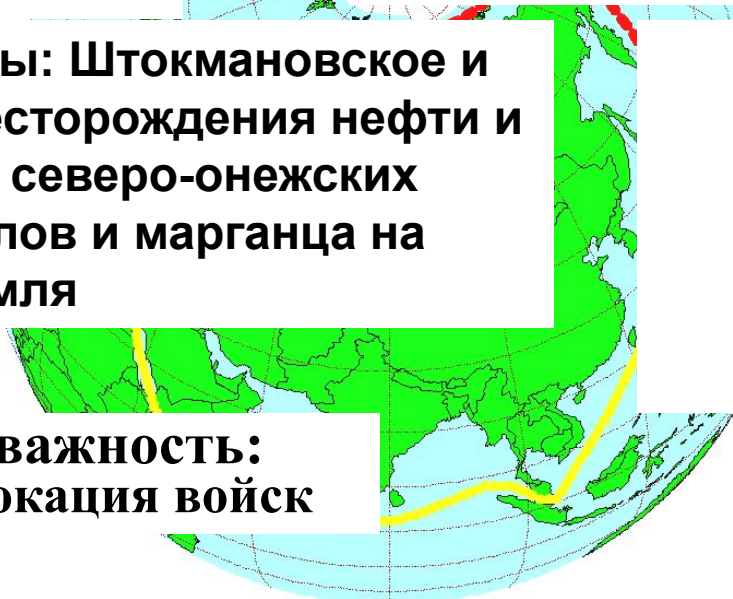 ы: Штокмановское и
есторождения нефти и
северо-онежских
лов и марганца на
мля
важность:
окация войск